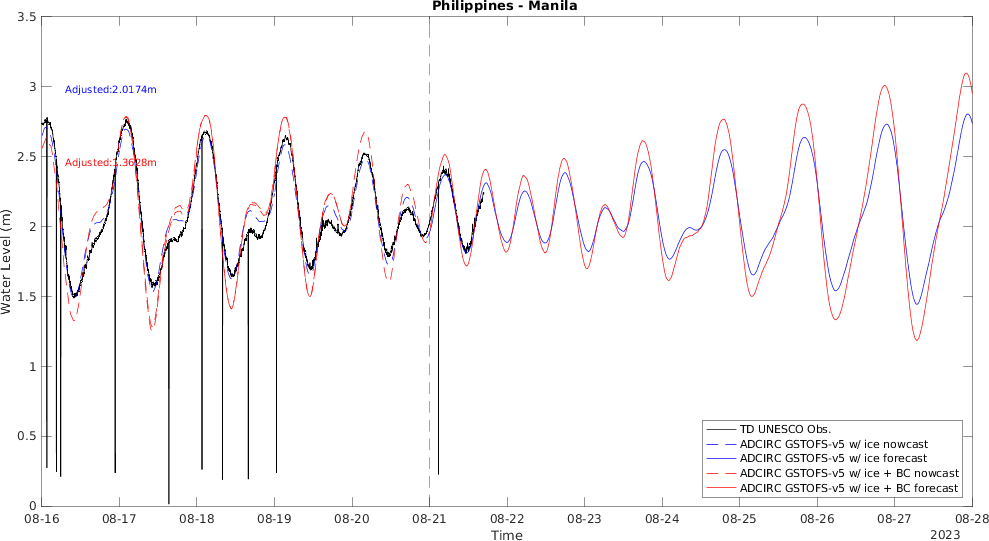 Philippines - Manila
3.5
3
2.5
2
1.5
1
0.5
0
Water Level (m)
Adjusted:2.0174m
Adjusted:1.3628m
TD UNESCO Obs.
ADCIRC GSTOFS-v5 w/ ice nowcast
ADCIRC GSTOFS-v5 w/ ice forecast
ADCIRC GSTOFS-v5 w/ ice + BC nowcast
ADCIRC GSTOFS-v5 w/ ice + BC forecast
08-16 08-17 08-18 08-19 08-20 08-21 08-22 08-23 08-24 08-25 08-26 08-27 08-28
Time
2023